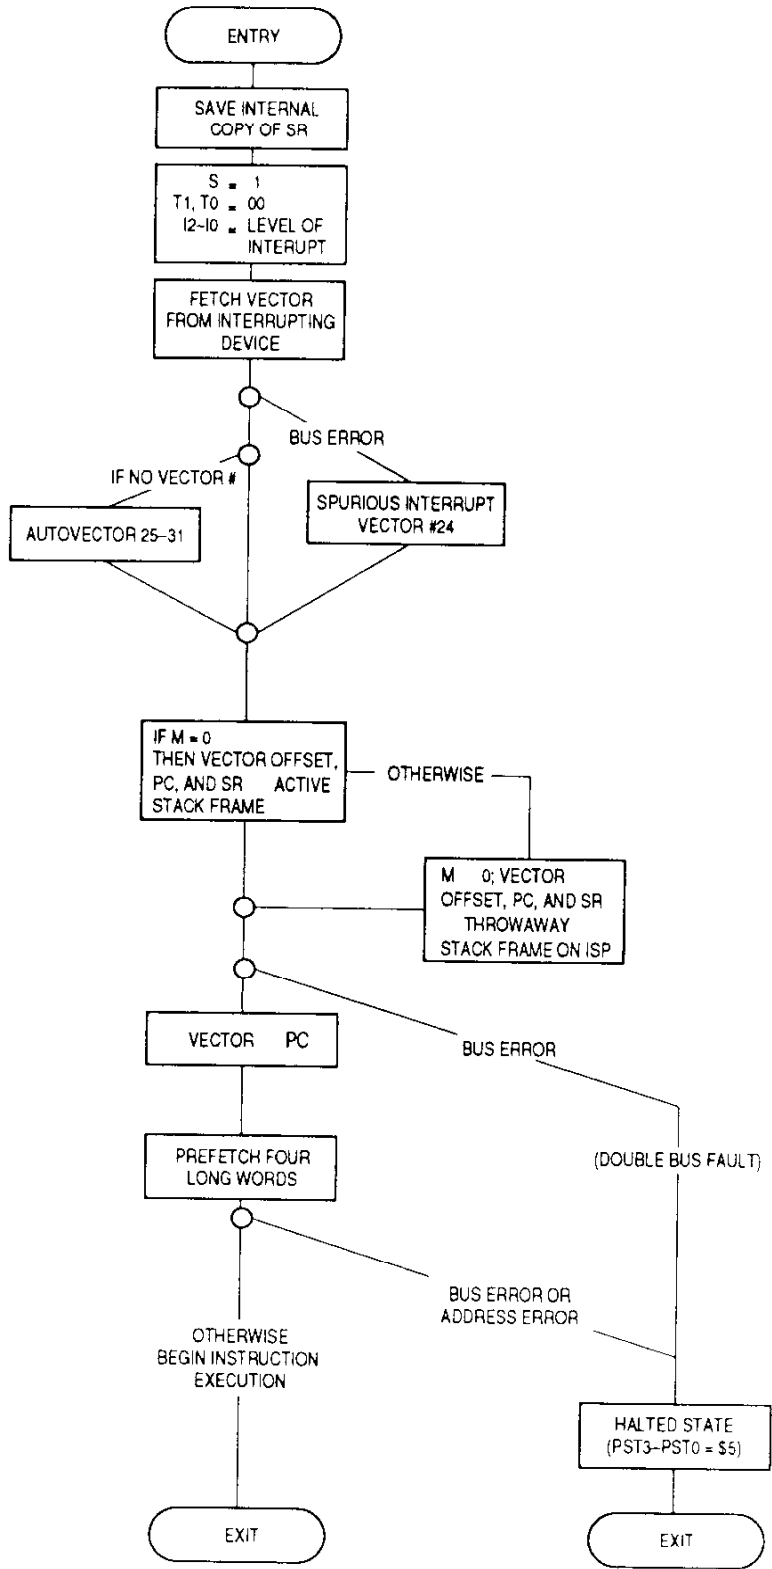 ENTRY
SAVE INTERNAL
COPY OF SR
S = 1
T1, T0 = 00
I2–I0 = LEVEL OF
INTERUPT
FETCH VECTOR
FROM INTERRUPTING
DEVICE
BUS ERROR
IF NO VECTOR #
SPURIOUS INTERRUPT
VECTOR #24
AUTOVECTOR 25–31
IF M = 0
THEN VECTOR OFFSET,
PC, AND SR ACTIVE
STACK FRAME
OTHERWISE
M 0; VECTOR
OFFSET, PC, AND SR
THROWAWAY
STACK FRAME ON ISP
VECTOR PC
BUS ERROR
PREFETCH FOUR
LONG WORDS
(DOUBLE BUS FAULT)
BUS ERROR OR
ADDRESS ERROR
OTHERWISE
BEGIN INSTRUCTION
EXECUTION
HALTED STATE
(PST3–PST0 = $5)
EXIT
EXIT